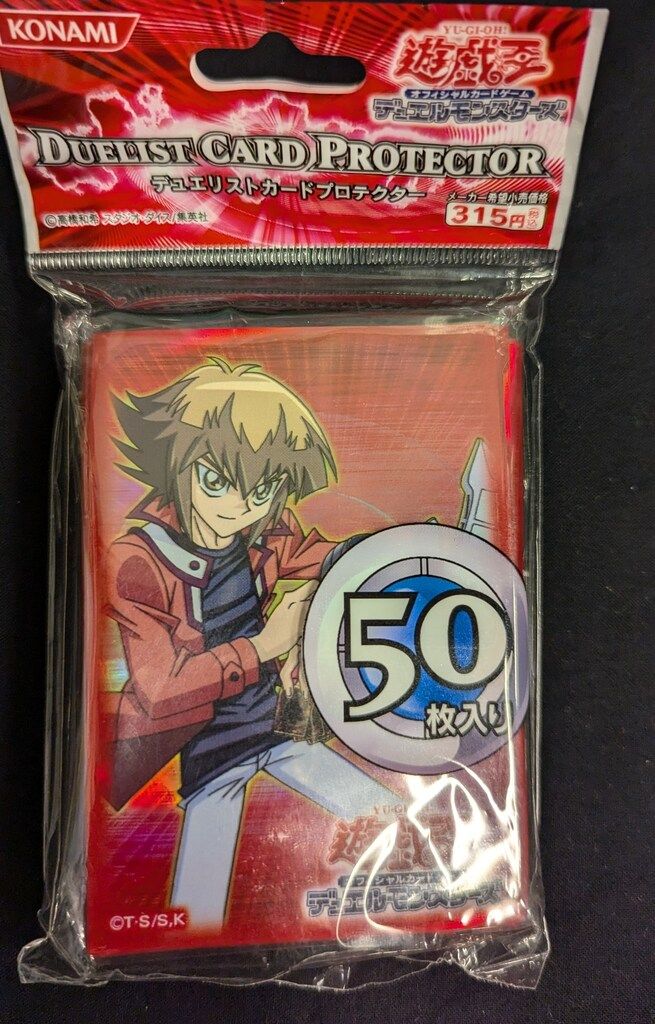 KONAMI
YU-GI-OH!
遊戯王
オフィシャルカードゲーム
デュエルモンスターズ
DUELIST CARD PROTECTOR
デュエリストカードプロテクター
メーカー希望小売価格
315円 税込
©高橋和希 スタジオ・ダイス/集英社
50
枚入り
YU-GI-OH!
遊戯王
オフィシャルカードゲーム
デュエルモンスターズ
©T・S/S,K